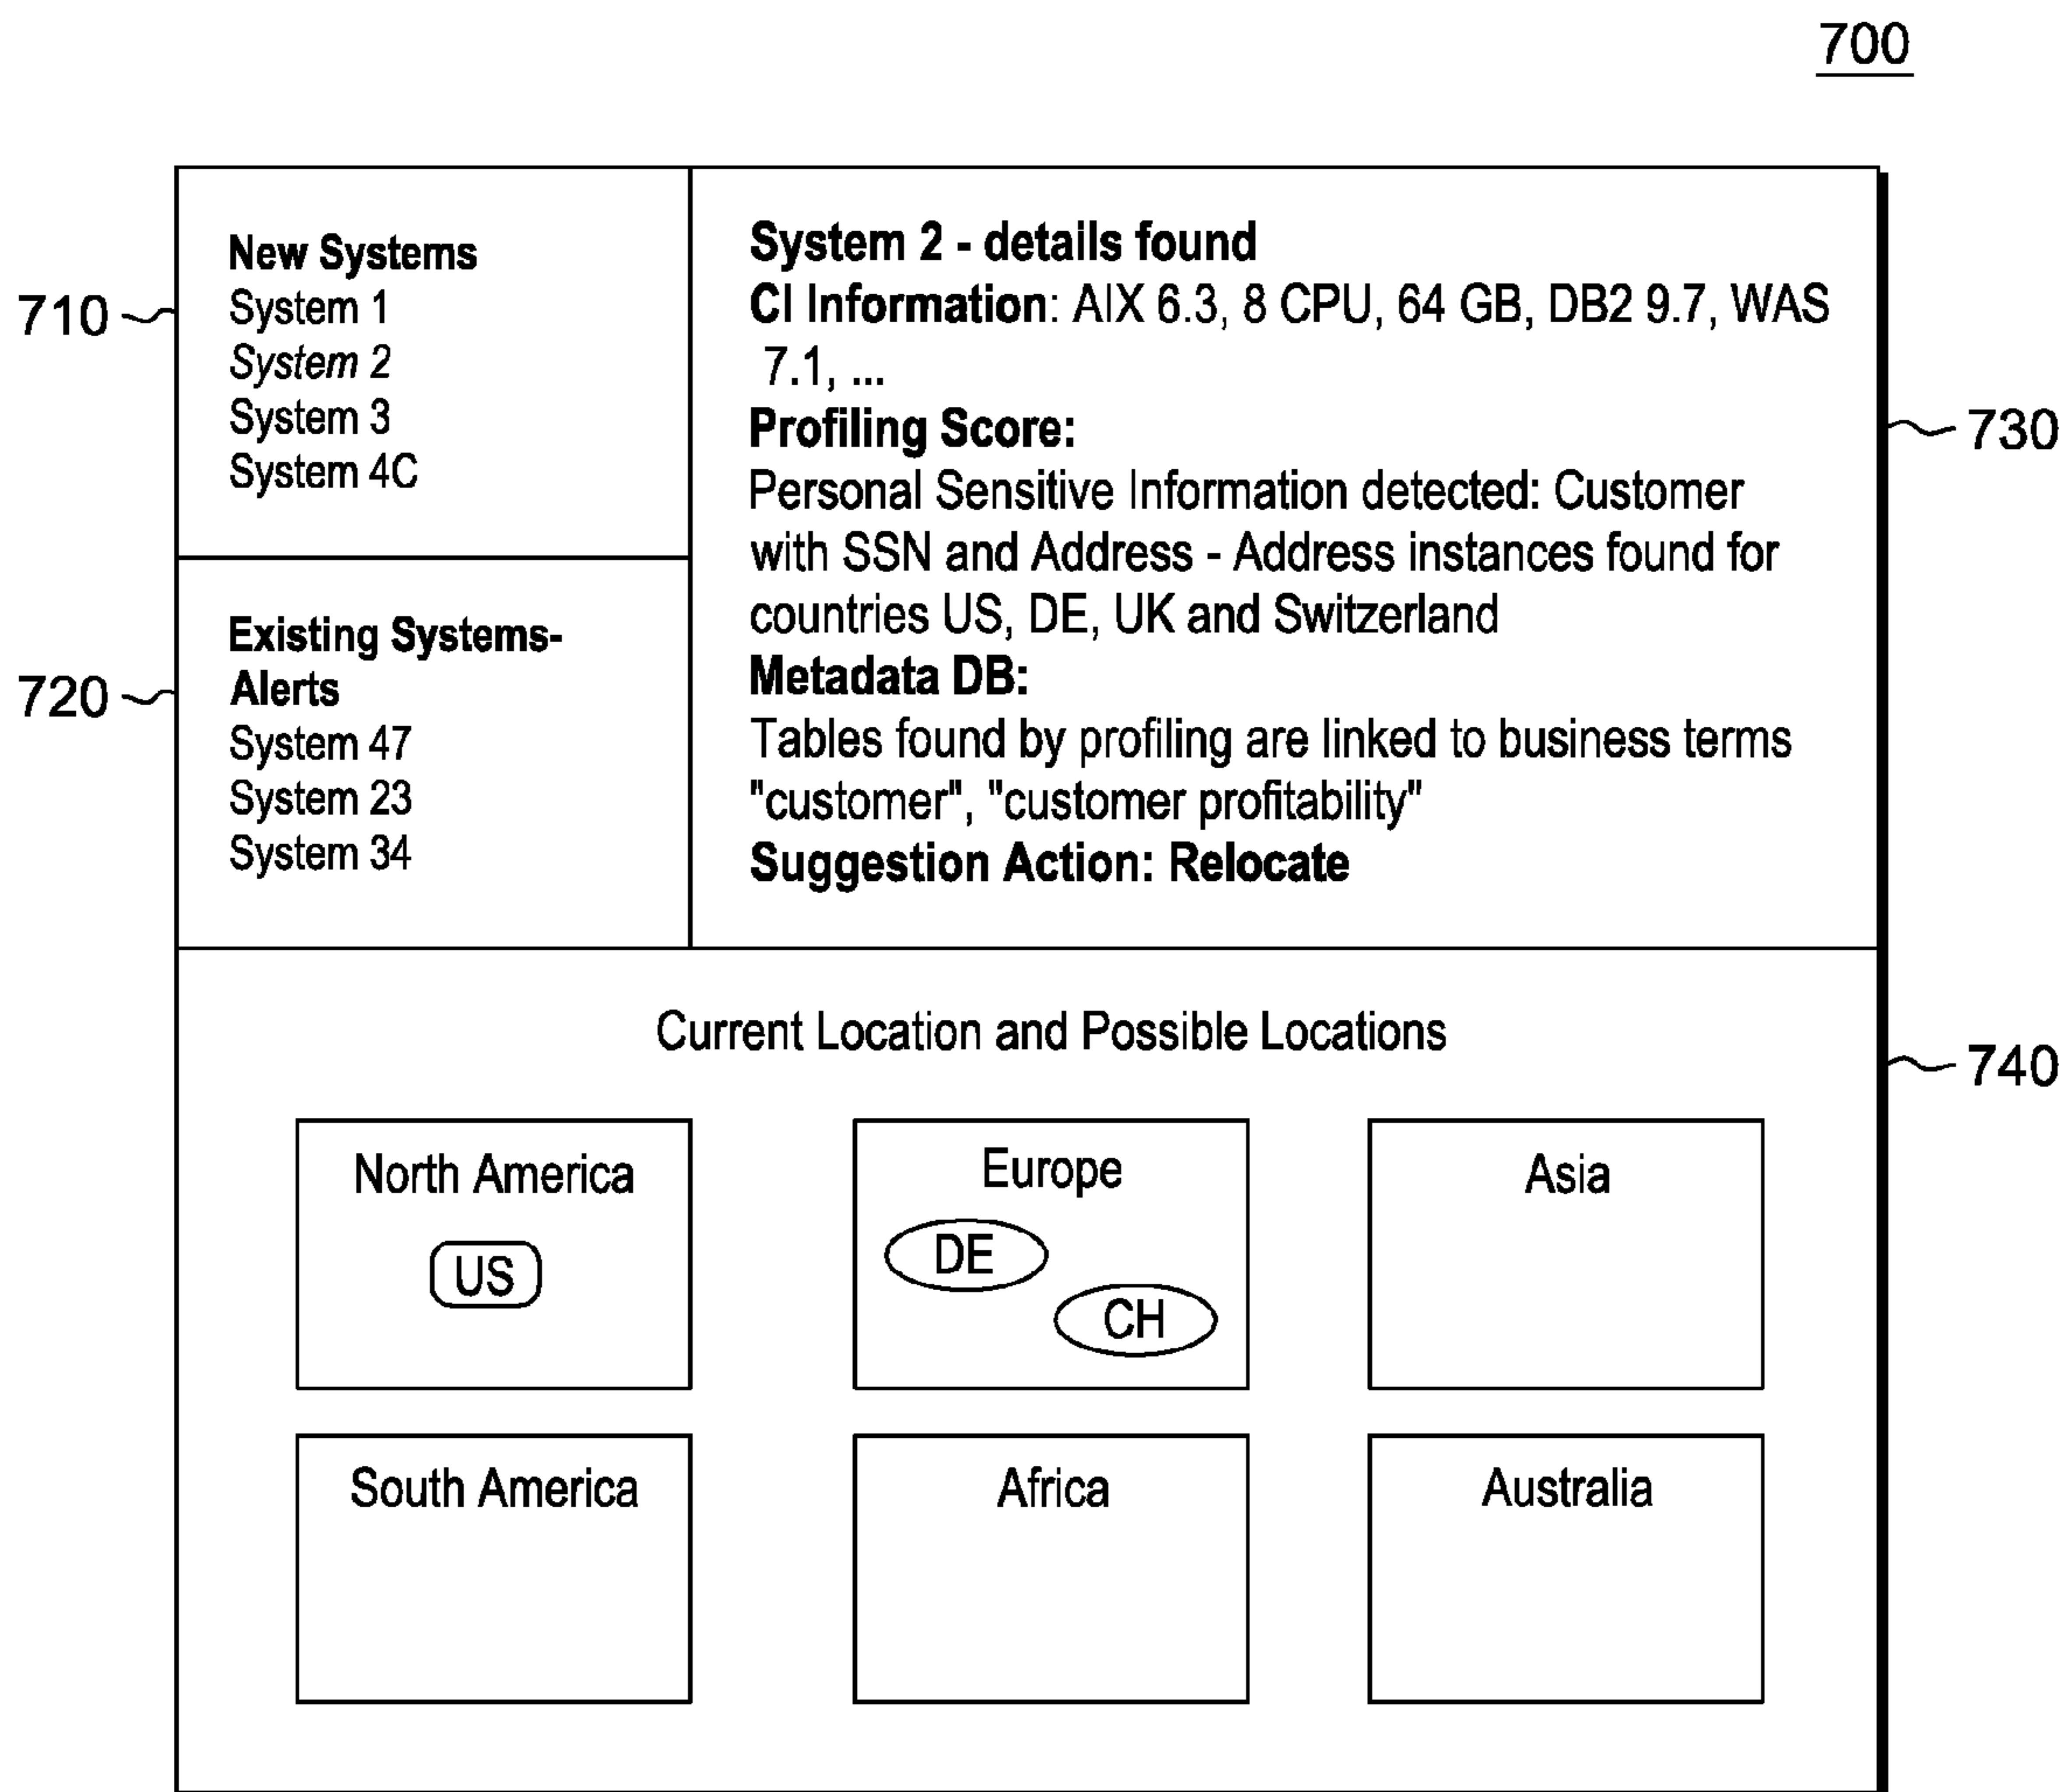 700
710
New Systems
System 1
System 2
System 3
System 4C
720
Existing Systems-
Alerts
System 47
System 23
System 34
730
System 2 - details found
CI Information: AIX 6.3, 8 CPU, 64 GB, DB2 9.7, WAS
7.1, ...
Profiling Score:
Personal Sensitive Information detected: Customer
with SSN and Address - Address instances found for
countries US, DE, UK and Switzerland
Metadata DB:
Tables found by profiling are linked to business terms
"customer", "customer profitability"
Suggestion Action: Relocate
740
Current Location and Possible Locations
North America
US
Europe
DE
CH
Asia
South America
Africa
Australia